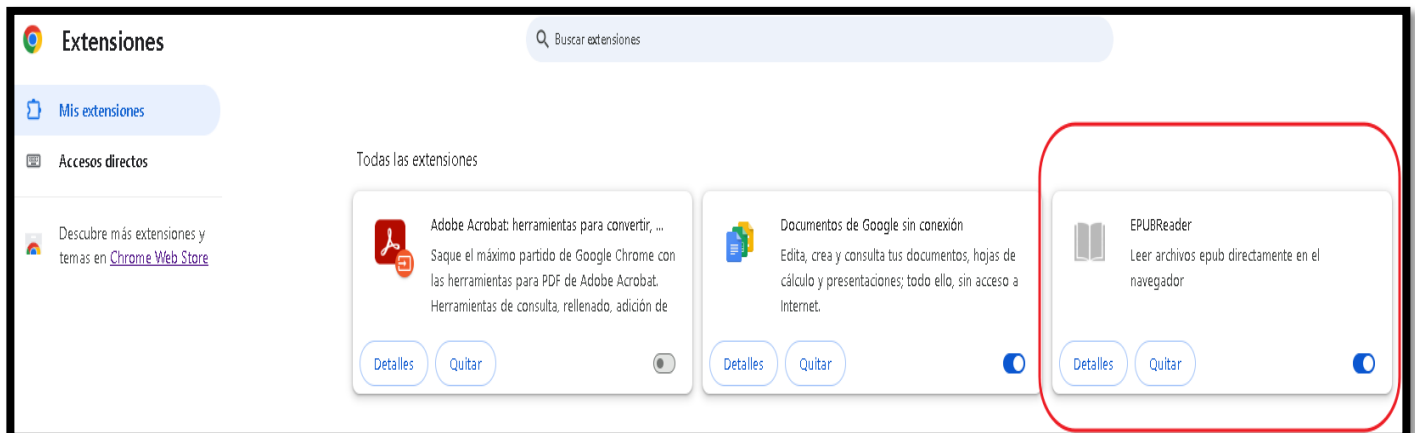 Extensiones
Buscar extensiones
Mis extensiones
Accesos directos
Descubre más extensiones y
temas en Chrome Web Store
Todas las extensiones
Adobe Acrobat: herramientas para convertir, ...
Saque el máximo partido de Google Chrome con
las herramientas para PDF de Adobe Acrobat.
Herramientas de consulta, rellenado, adición de
Detalles
Quitar
Documentos de Google sin conexión
Edita, crea y consulta tus documentos, hojas de
cálculo y presentaciones; todo ello, sin acceso a
Internet.
Detalles
Quitar
EPUBReader
Leer archivos epub directamente en el
navegador
Detalles
Quitar